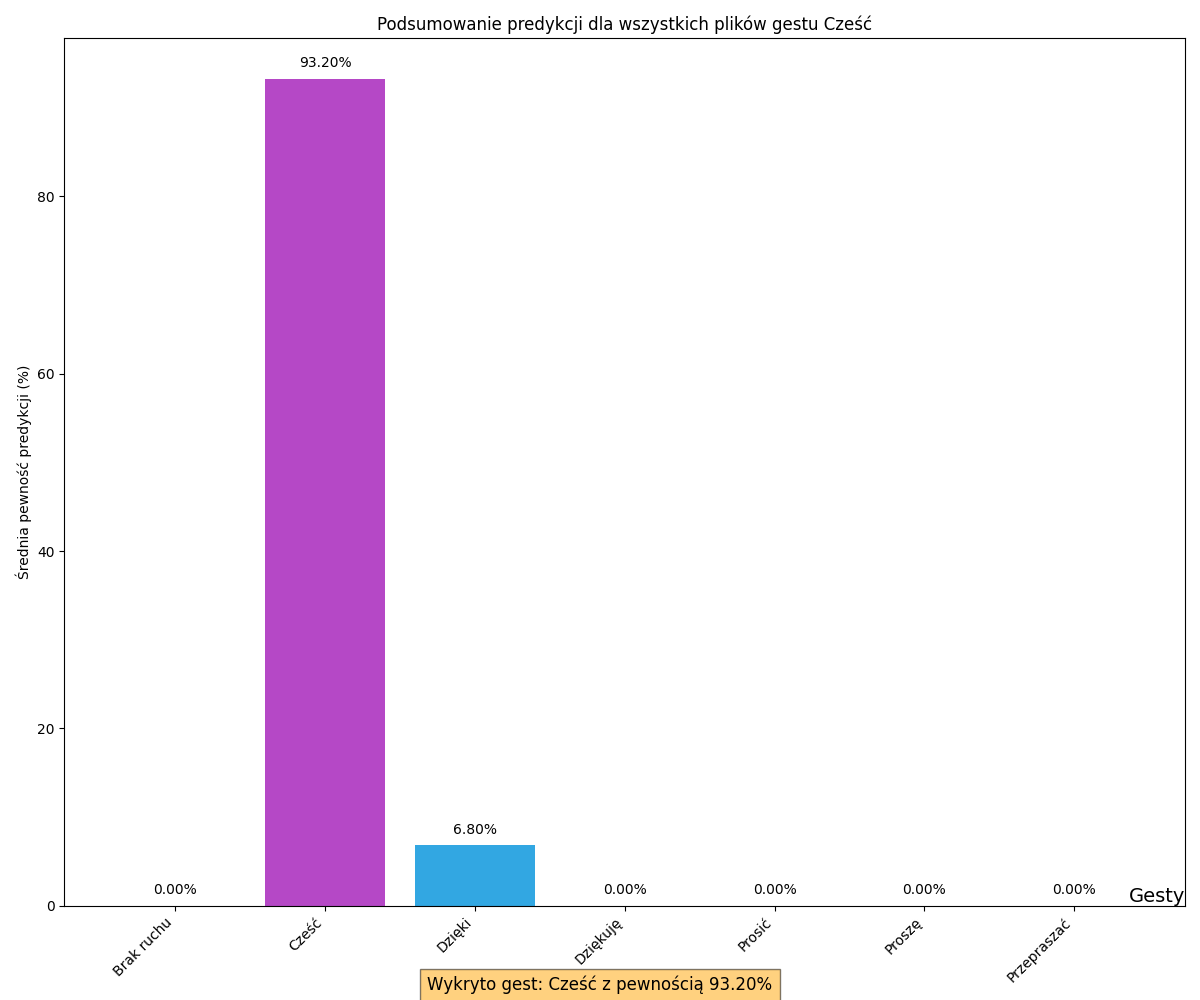 Podsumowanie predykcji dla wszystkich plików gestu Cześć
Średnia pewność predykcji (%)
80
60
40
20
0
0.00%
93.20%
6.80%
0.00%
0.00%
0.00%
0.00%
Gesty
Brak ruchu
Cześć
Dzięki
Dziękuję
Prosić
Proszę
Przepraszać
Wykryto gest: Cześć z pewnością 93.20%